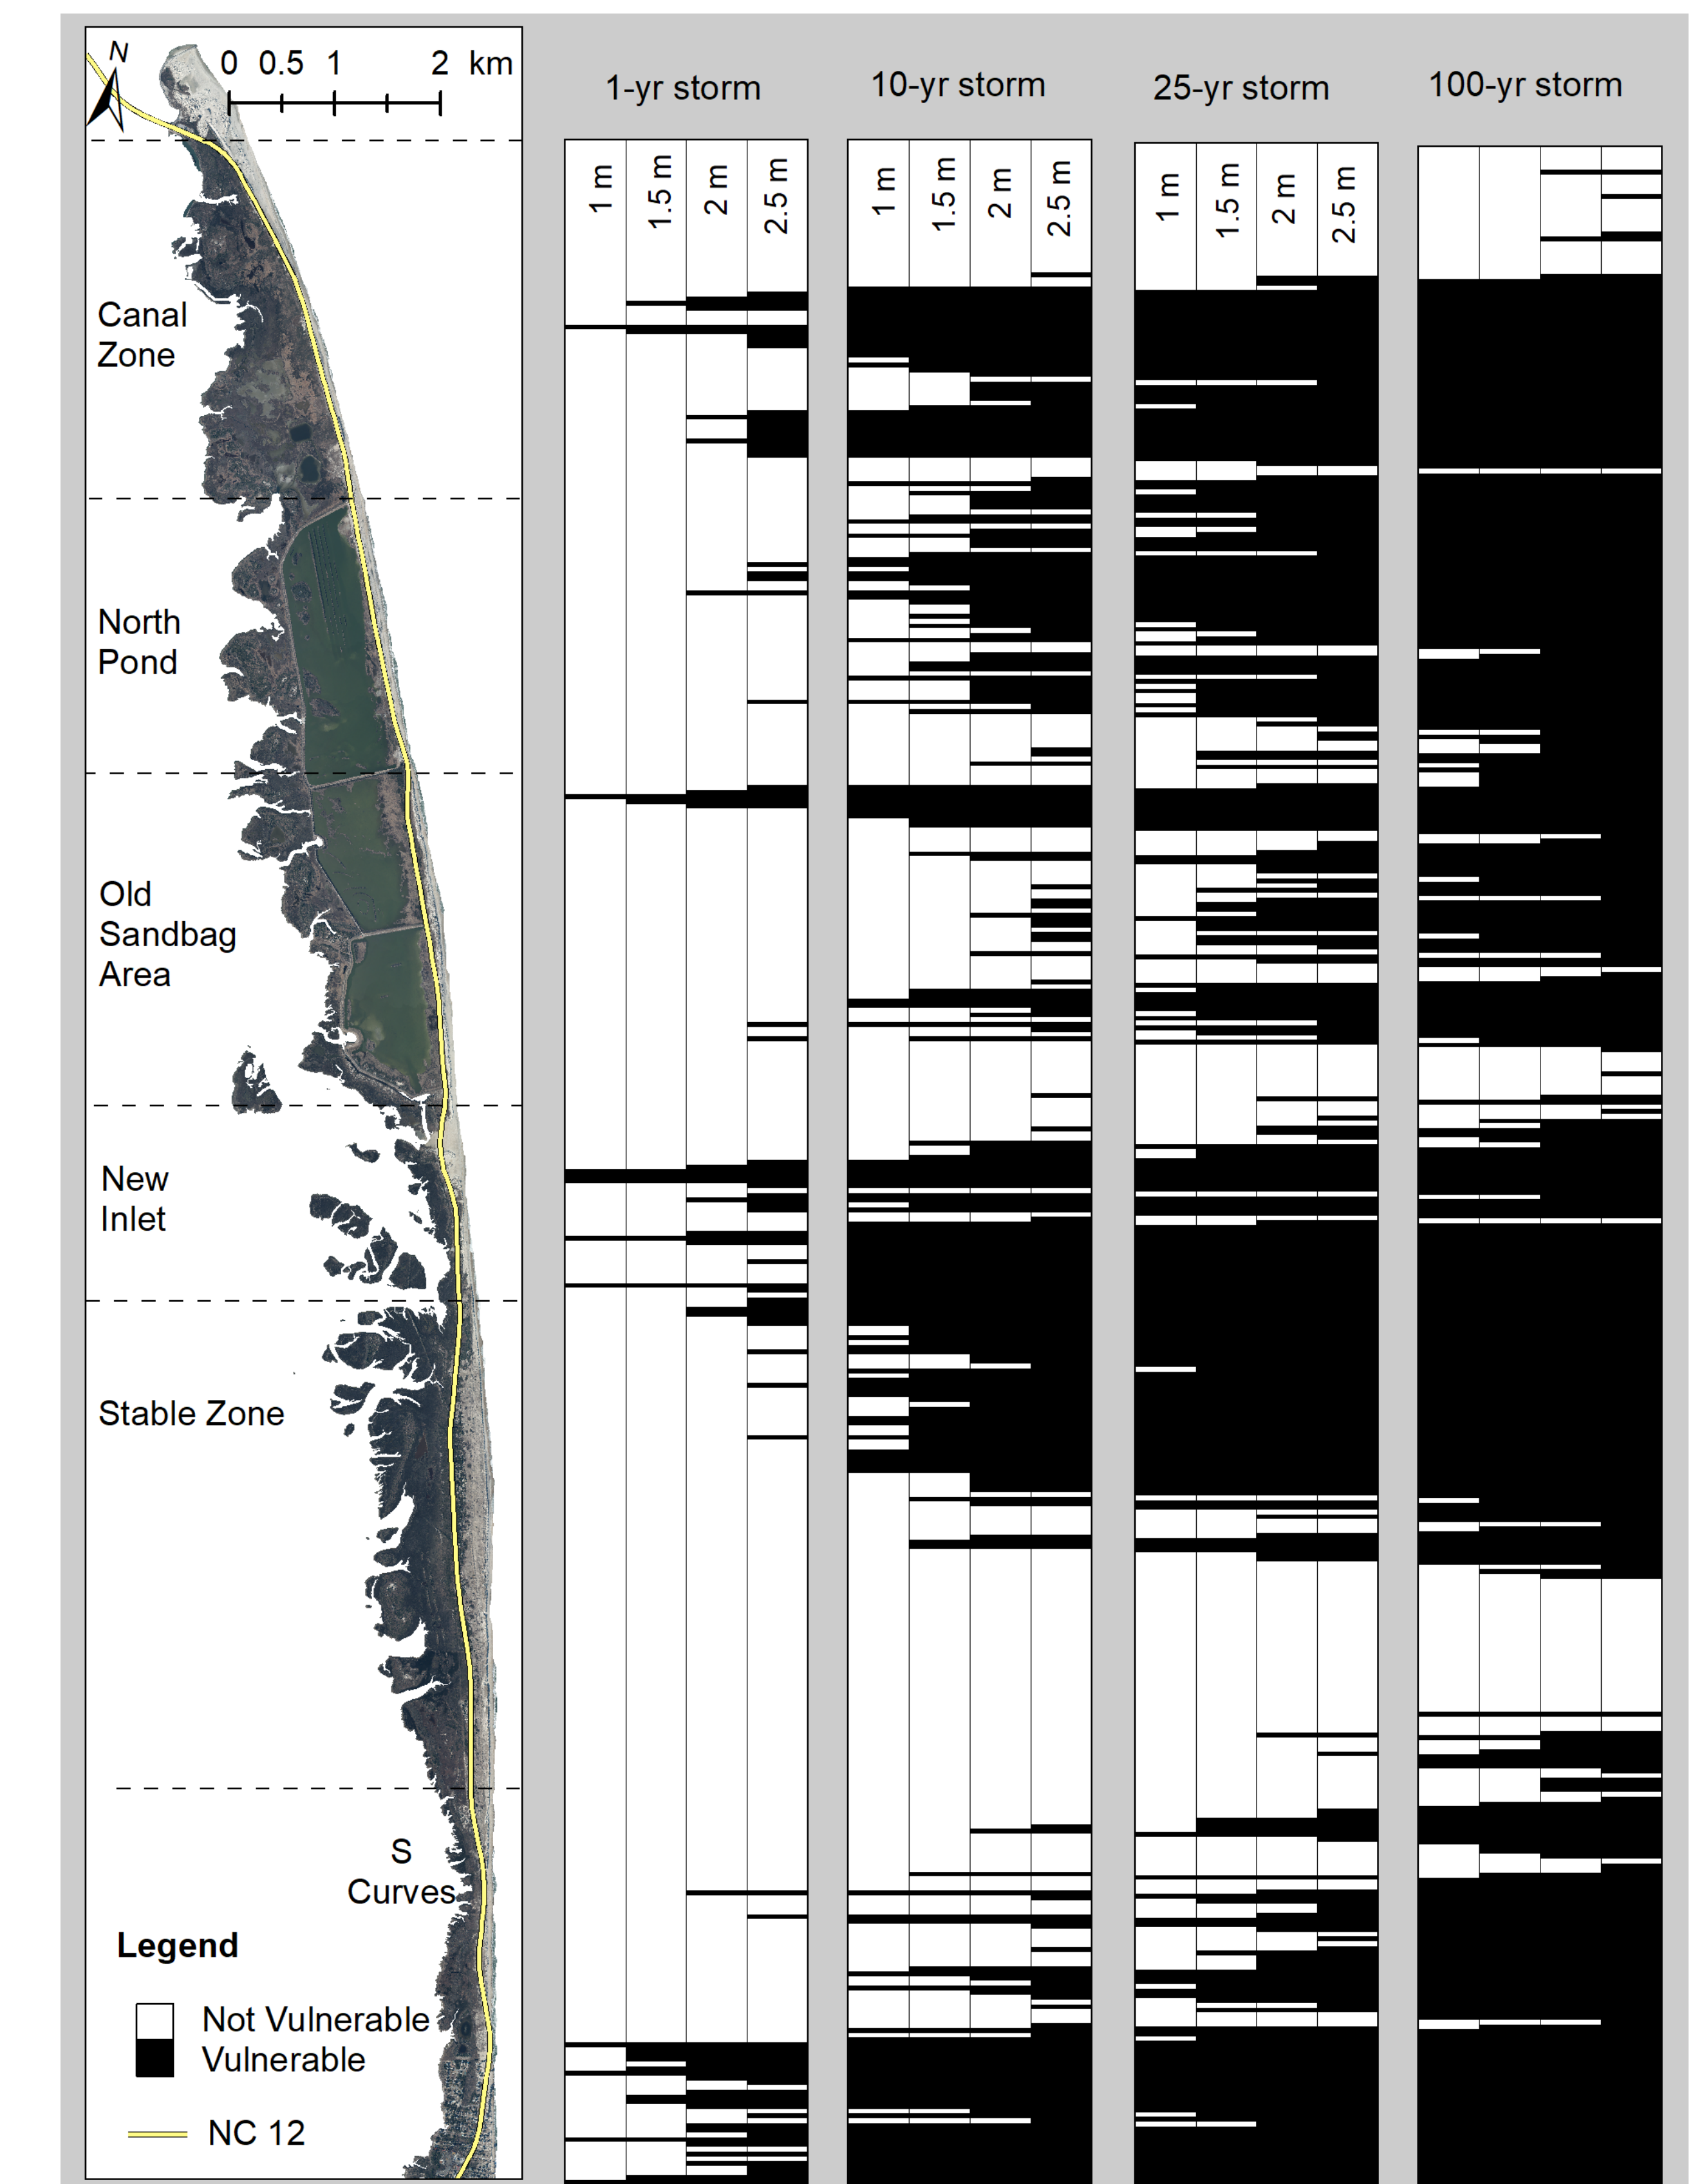 N
0 0.5 1 2 km
1-yr storm
10-yr storm
25-yr storm
100-yr storm
1 m
1.5 m
2 m
2.5 m
1 m
1.5 m
2 m
2.5 m
1 m
1.5 m
2 m
2.5 m
Canal
Zone
North
Pond
Old
Sandbag
Area
New
Inlet
Stable Zone
S
Curves
Legend
Not Vulnerable
Vulnerable
NC 12